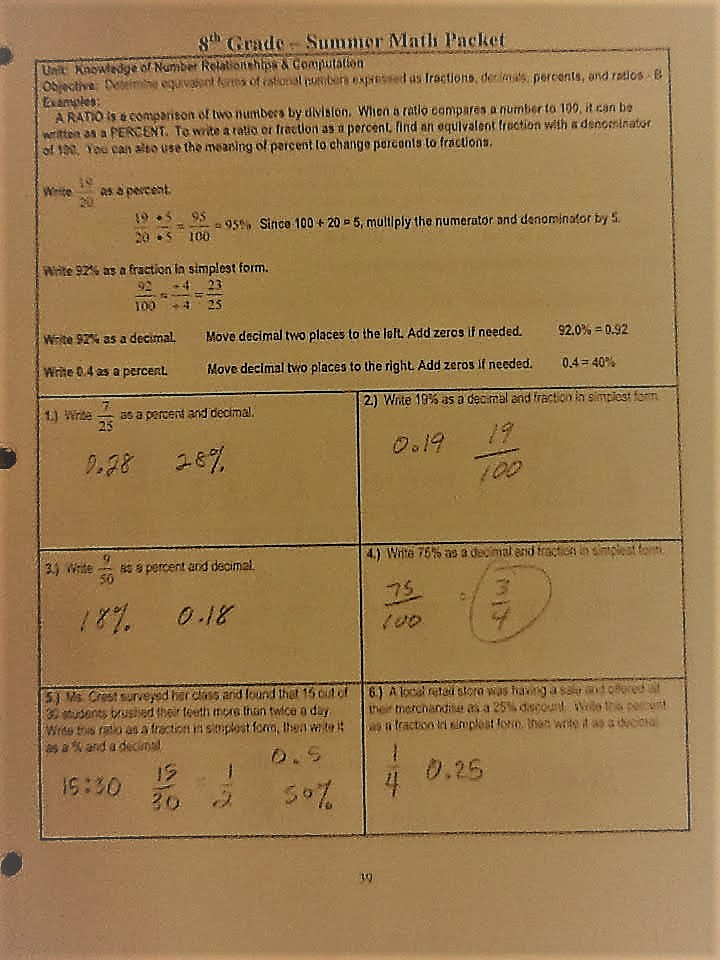 8th Grade – Summer Math Packet
Unit: Knowledge of Number Relationships & Computation
Objective: Determine equivalent forms of rational numbers expressed as fractions, decimals, percents, and ratios - B
Examples:
A RATIO is a comparison of two numbers by division. When a ratio compares a number to 100, it can be
written as a PERCENT. To write a ratio or fraction as a percent, find an equivalent fraction with a denominator
of 100. You can also use the meaning of percent to change percents to fractions.
Write 19/20 as a percent.
19/20 •5/•5 = 95/100 = 95% Since 100 ÷ 20 = 5, multiply the numerator and denominator by 5.
Write 92% as a fraction in simplest form.
92/100 = ÷4/÷4 = 23/25
Write 92% as a decimal. Move decimal two places to the left. Add zeros if needed. 92.0% = 0.92
Write 0.4 as a percent. Move decimal two places to the right. Add zeros if needed. 0.4 = 40%
1.) Write 7/25 as a percent and decimal.
0.28 28%
2.) Write 19% as a decimal and fraction in simplest form.
0.19 19/100
3.) Write 9/50 as a percent and decimal.
18% 0.18
4.) Write 75% as a decimal and fraction in simplest form.
75/100 = 3/4
5.) Ms. Crest surveyed her class and found that 15 out of
30 students brushed their teeth more than twice a day.
Write this ratio as a fraction in simplest form, then write it
as a % and a decimal.
0.5
15:30 15/30 = 1/2 50%
6.) A local retail store was having a sale and offered all
their merchandise as a 25% discount. Write this percent
as a fraction in simplest form, then write it as a decimal.
1/4 0.25
39